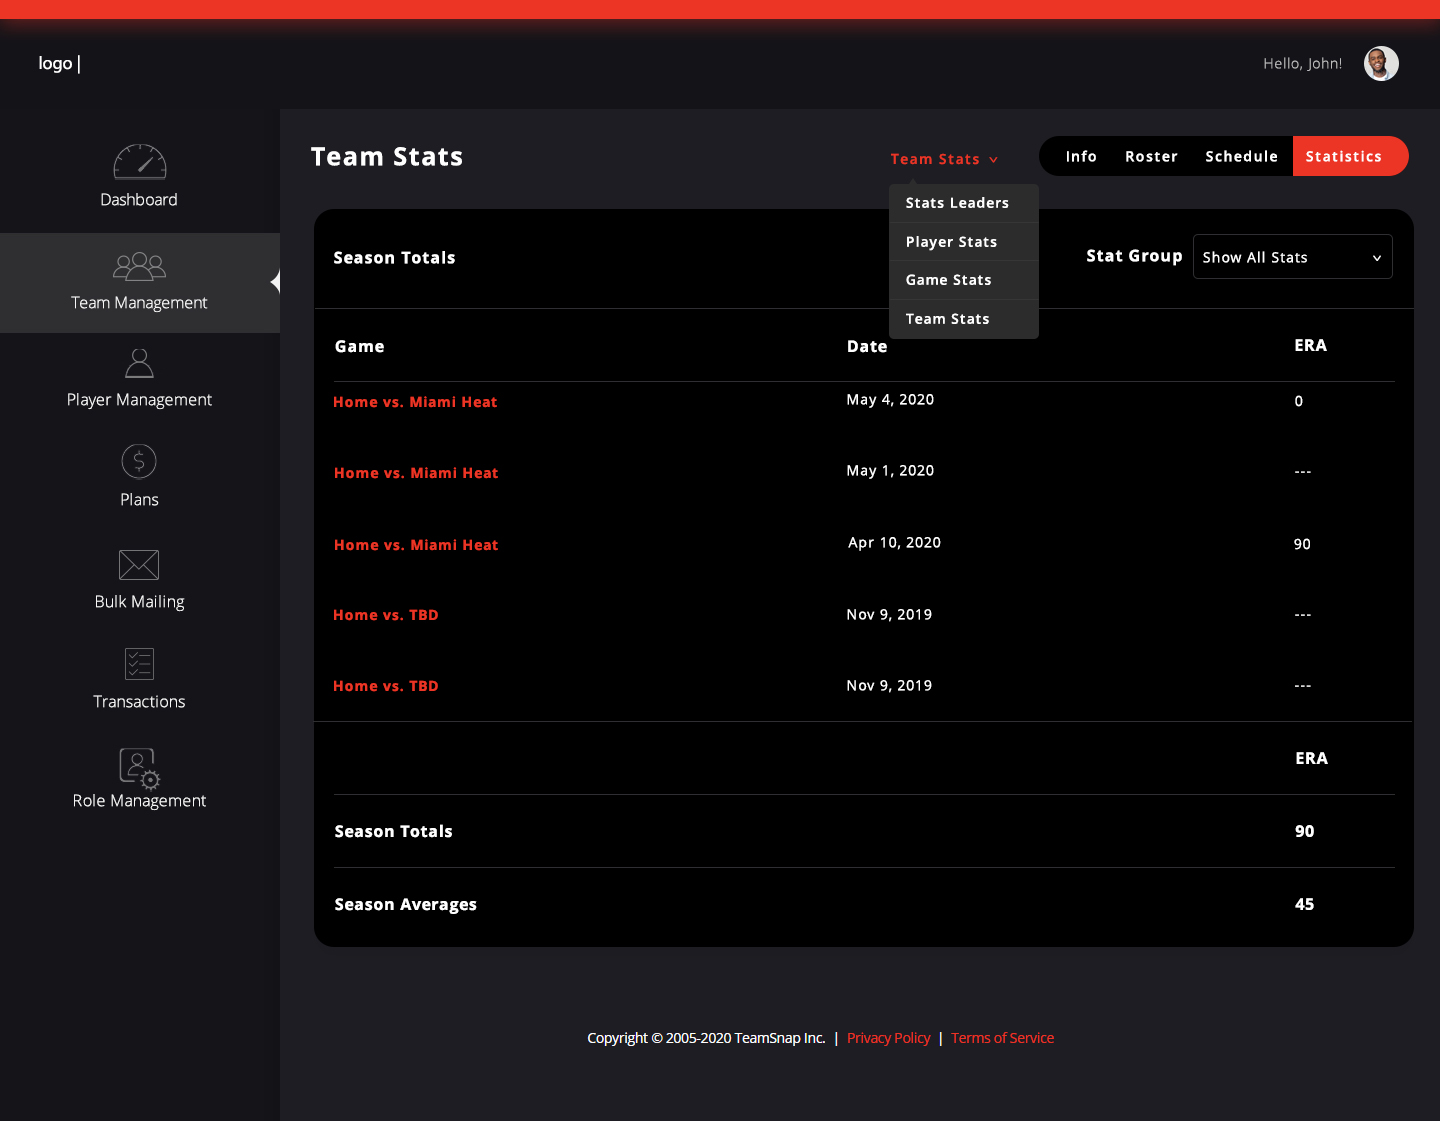 logo |
Hello, John!
Dashboard
Team Management
Player Management
Plans
Bulk Mailing
Transactions
Role Management
Team Stats
Team Stats
Info Roster Schedule Statistics
Stats Leaders
Player Stats
Game Stats
Team Stats
Season Totals
Stat Group Show All Stats
Game Date ERA
Home vs. Miami Heat May 4, 2020 0
Home vs. Miami Heat May 1, 2020 ---
Home vs. Miami Heat Apr 10, 2020 90
Home vs. TBD Nov 9, 2019 ---
Home vs. TBD Nov 9, 2019 ---
ERA
Season Totals 90
Season Averages 45
Copyright © 2005-2020 TeamSnap Inc. | Privacy Policy | Terms of Service